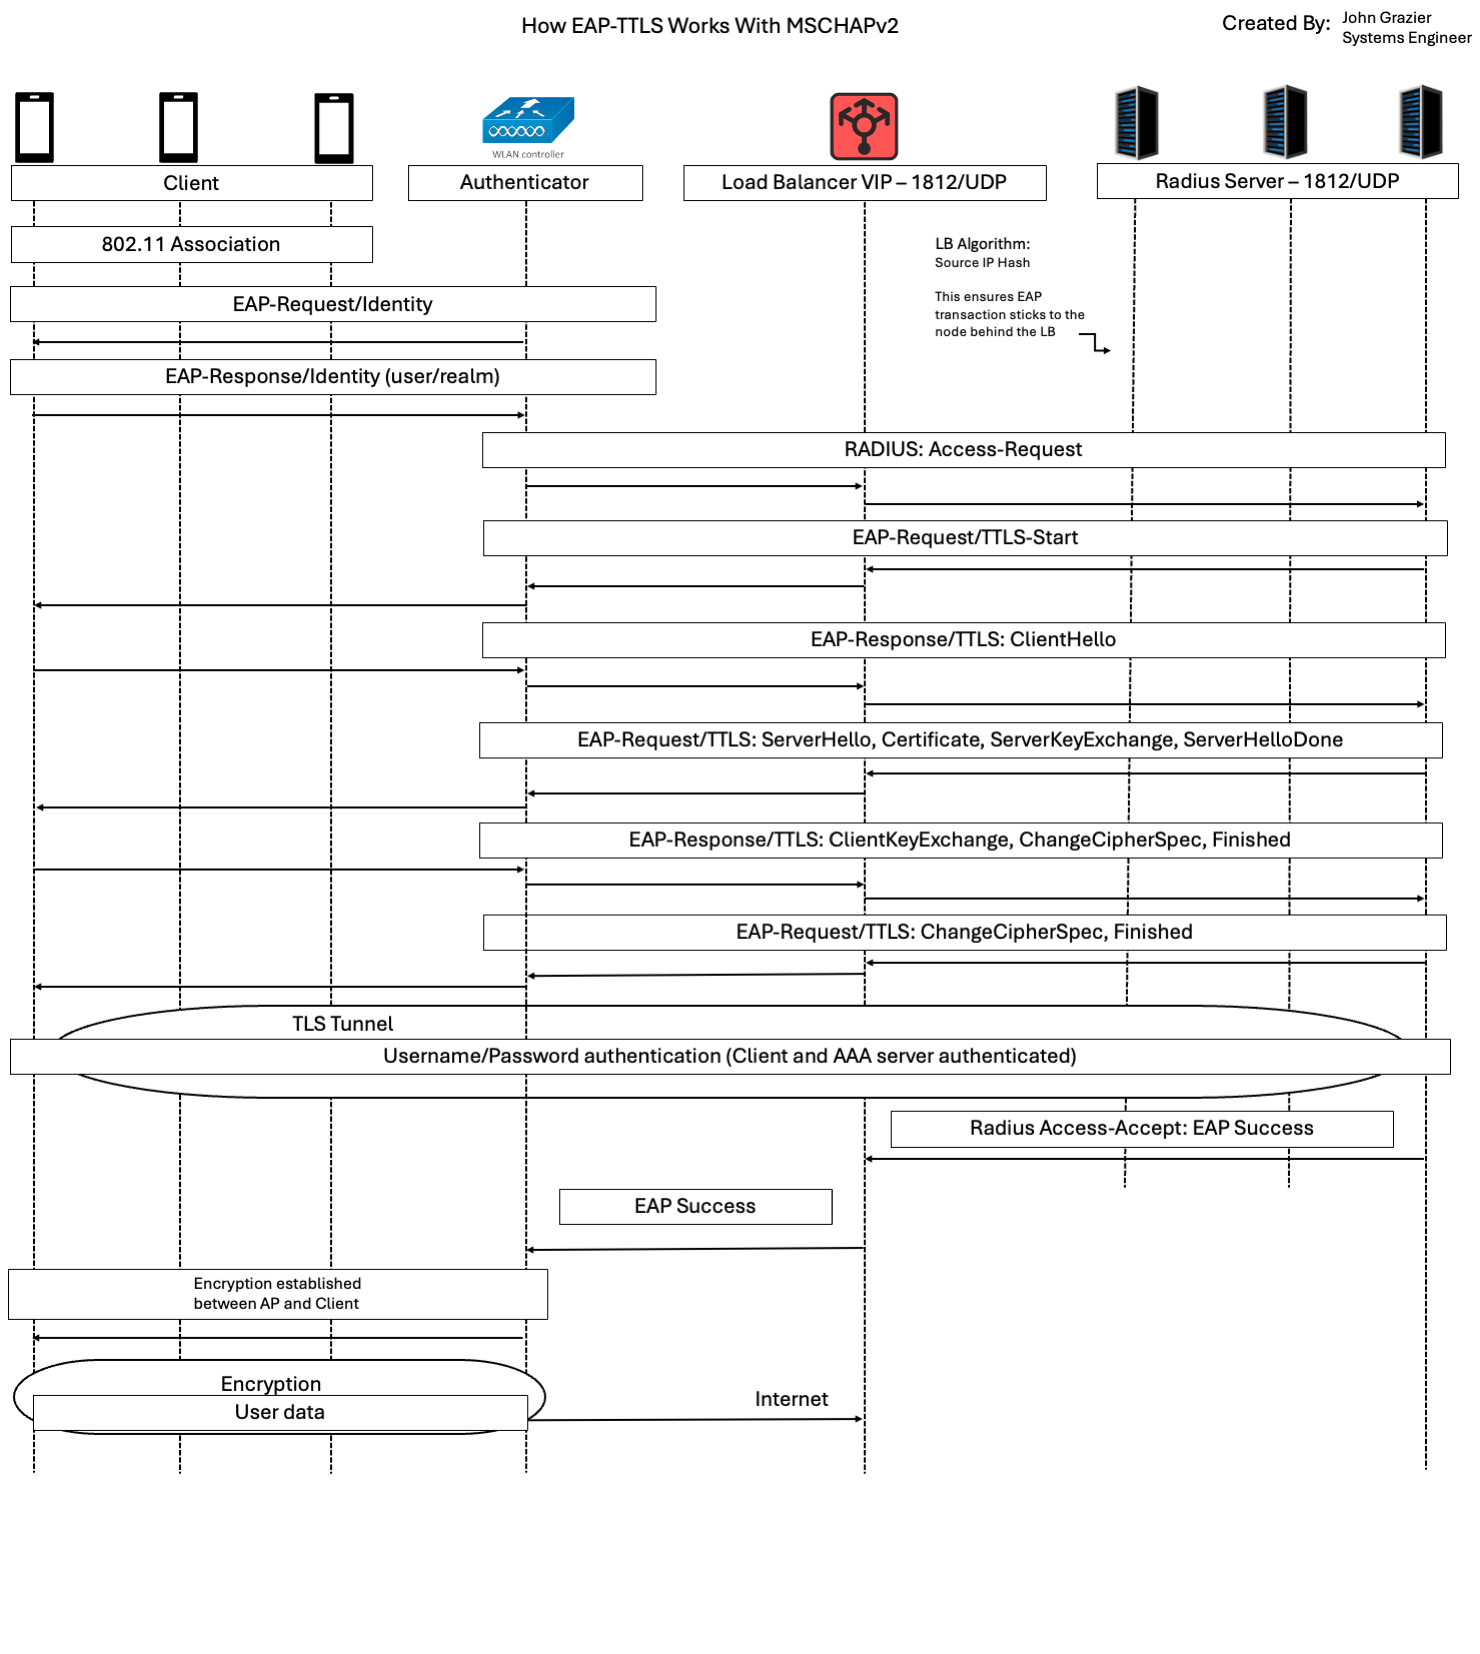 How EAP-TTLS Works With MSCHAPv2
Created By:
John Grazier
Systems Engineer
WLAN controller
Client
Authenticator
Load Balancer VIP – 1812/UDP
Radius Server – 1812/UDP
802.11 Association
LB Algorithm:
Source IP Hash
This ensures EAP
transaction sticks to the
node behind the LB
EAP-Request/Identity
EAP-Response/Identity (user/realm)
RADIUS: Access-Request
EAP-Request/TTLS-Start
EAP-Response/TTLS: ClientHello
EAP-Request/TTLS: ServerHello, Certificate, ServerKeyExchange, ServerHelloDone
EAP-Response/TTLS: ClientKeyExchange, ChangeCipherSpec, Finished
EAP-Request/TTLS: ChangeCipherSpec, Finished
TLS Tunnel
Username/Password authentication (Client and AAA server authenticated)
Radius Access-Accept: EAP Success
EAP Success
Encryption established
between AP and Client
Encryption
User data
Internet